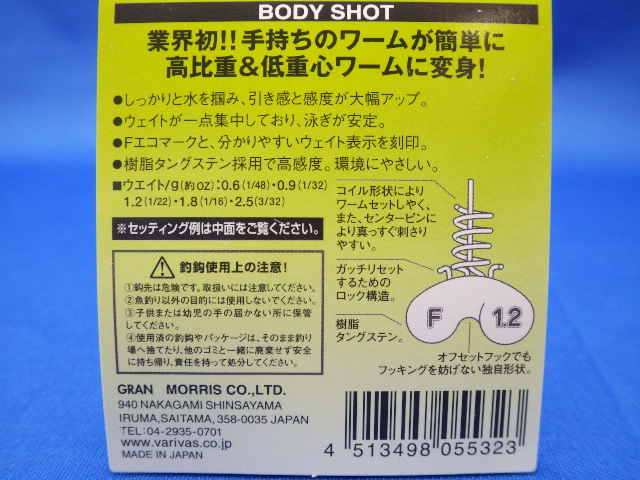 BODY SHOT
業界初!!手持ちのワームが簡単に
高比重&低重心ワームに変身!
●しっかりと水を掴み、引き感と感度が大幅アップ。
●ウェイトが一点集中しており、泳ぎが安定。
●Fエコマークと、分かりやすいウェイト表示を刻印。
●樹脂タングステン採用で高感度。環境にやさしい。
■ウエイト/g(約oz):0.6(1/48)・0.9(1/32)
1.2(1/22)・1.8(1/16)・2.5(3/32)
※セッティング例は中面をご覧ください。
コイル形状により
ワームセットしやく、
また、センターピンに
より真っすぐ刺さり
やすい。
ガッチリセット
するための
ロック構造。
樹脂
タングステン。
F 1.2
オフセットフックでも
フッキングを妨げない独自形状。
釣鈎使用上の注意!
①鈎先は危険です。取扱いには注意してください。
②魚釣り以外の目的には使用しないでください。
③子供または幼児の手の届かない所に保管
してください。
④使用済の釣鈎やパッケージは、そのまま釣り
場へ捨てたり、他のゴミと一緒に廃棄せず安全
に持ち帰り、責任を持って処分してください。
GRAN MORRIS CO.,LTD.
940 NAKAGAMI SHINSAYAMA
IRUMA,SAITAMA, 358-0035 JAPAN
TEL:04-2935-0701
www.varivas.co.jp
MADE IN JAPAN
4 513498 055323